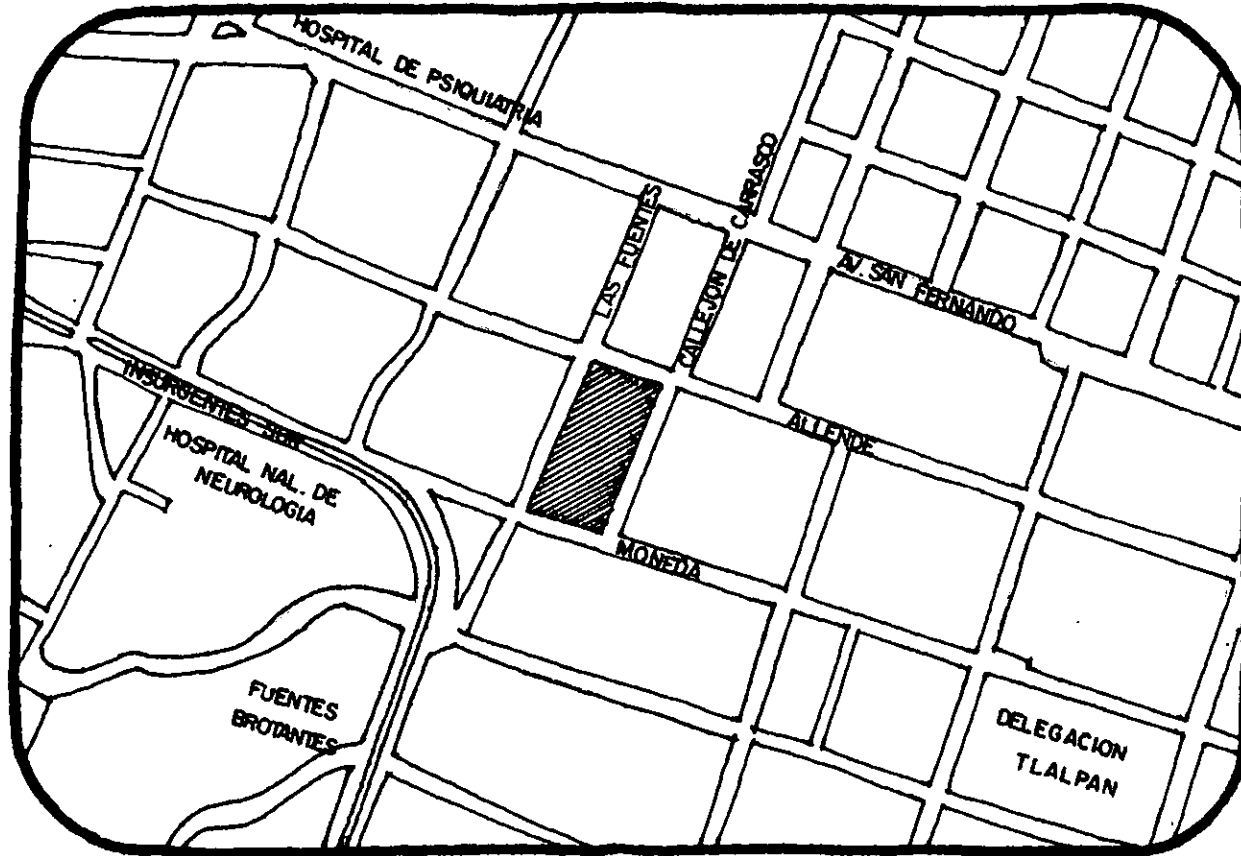 HOSPITAL DE PSIQUIATRIA
LAS FUENTES
CALLEJON DE CARRASCO
AV. SAN FERNANDO
INSURGENTES SUR
HOSPITAL NAL. DE
NEUROLOGIA
ALLENDE
MONEDA
FUENTES
BROTANTES
DELEGACION
TLALPAN